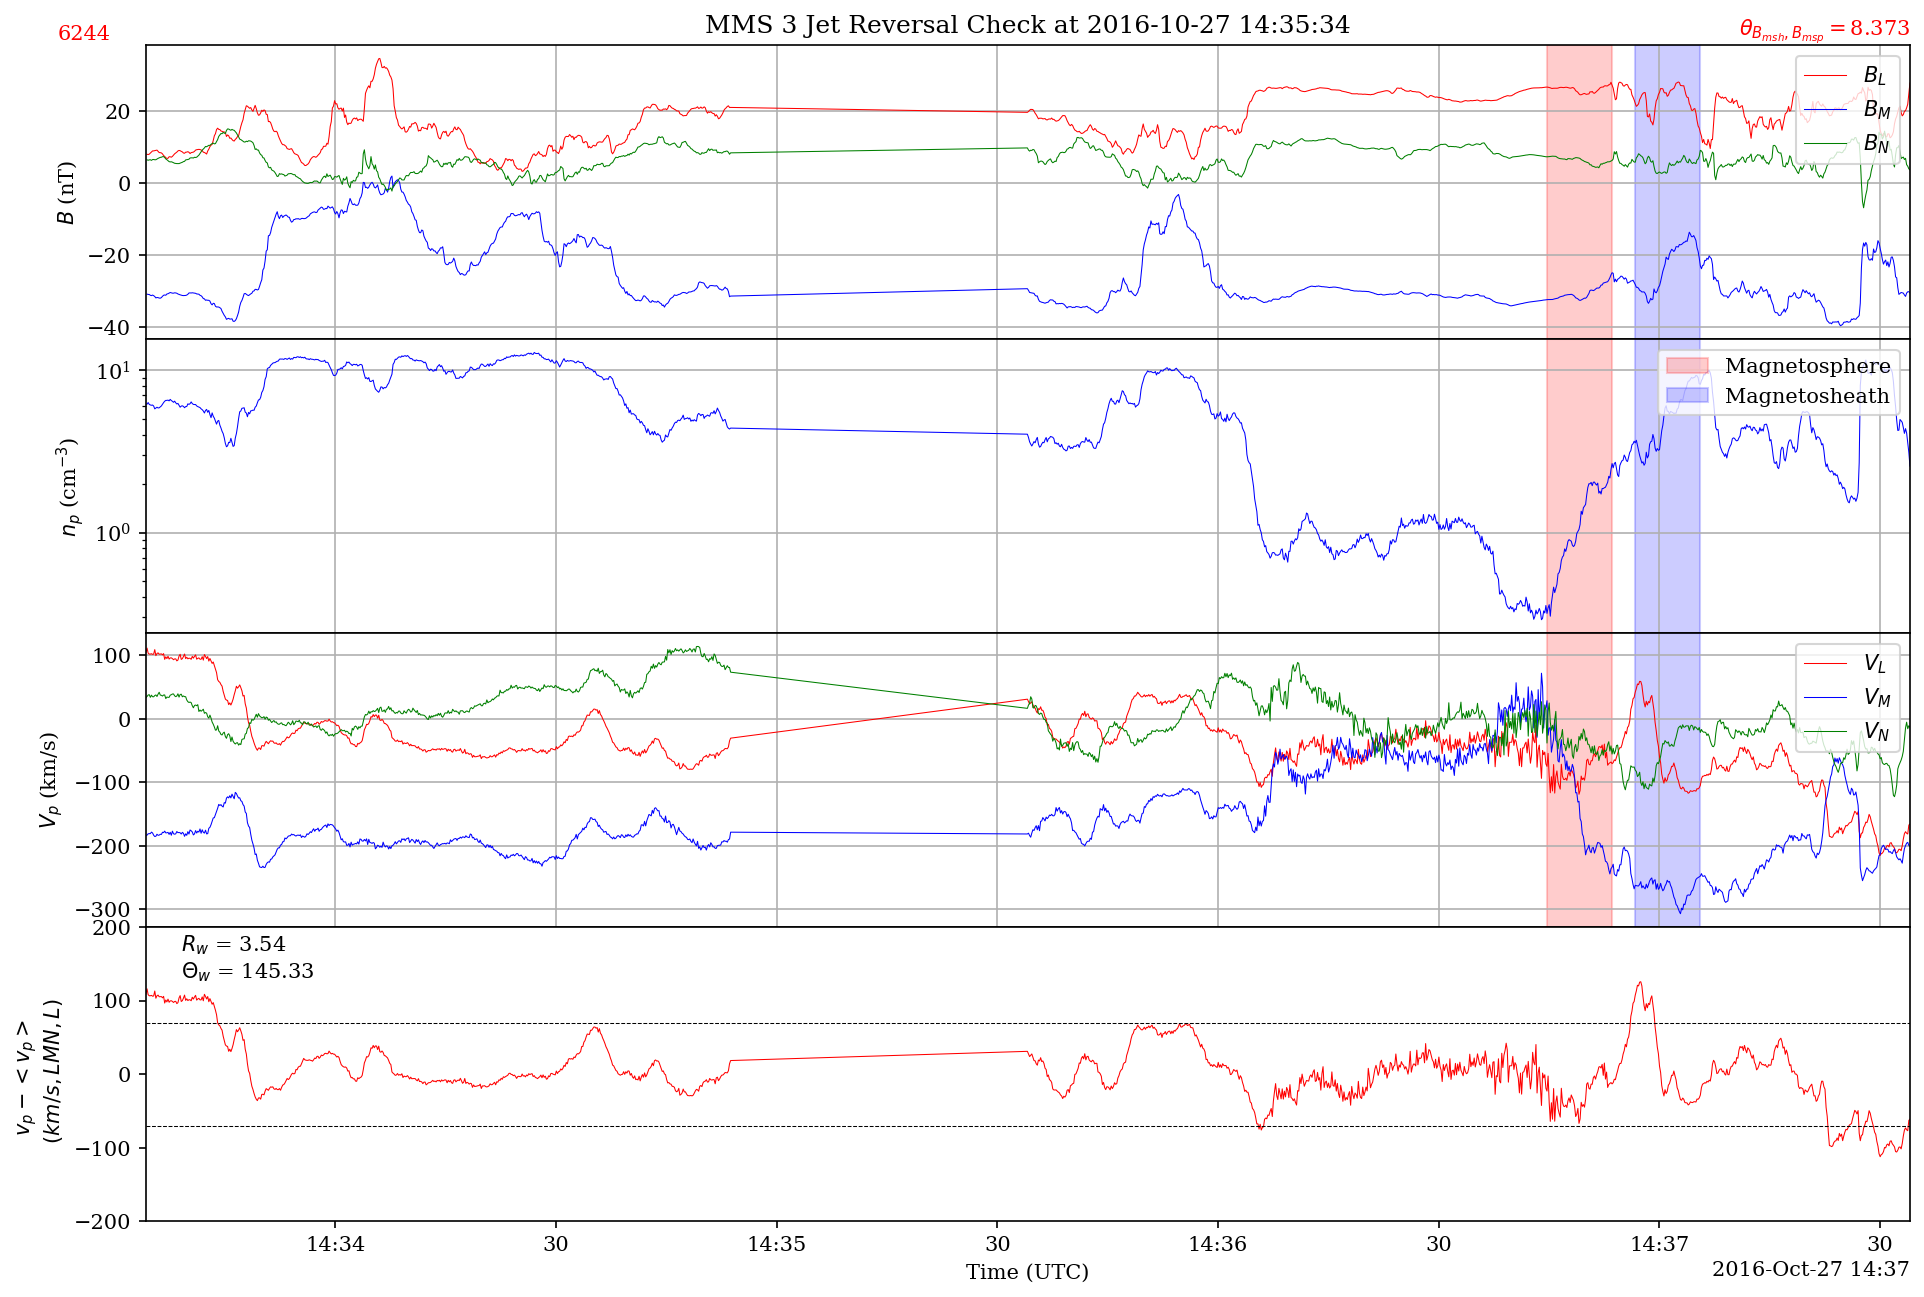 MMS 3 Jet Reversal Check at 2016-10-27 14:35:34
6244
θ_{B_{msh}, B_{msp}} = 8.373
B (nT)
20
0
−20
−40
B_L
B_M
B_N
n_p (cm^{−3})
10^1
10^0
Magnetosphere
Magnetosheath
V_p (km/s)
100
0
−100
−200
−300
V_L
V_M
V_N
v_p − <v_p>
(km/s, LMN, L)
200
100
0
−100
−200
R_w = 3.54
Θ_w = 145.33
14:34
30
14:35
30
14:36
30
14:37
30
Time (UTC)
2016-Oct-27 14:37